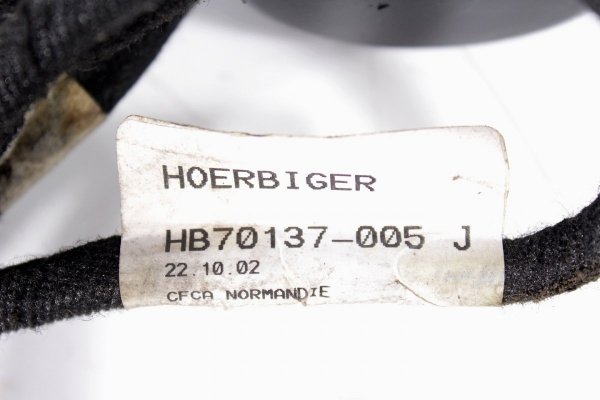 HOERBIGER
HB70137-005 J
22.10.02
CFCA NORMANDIE